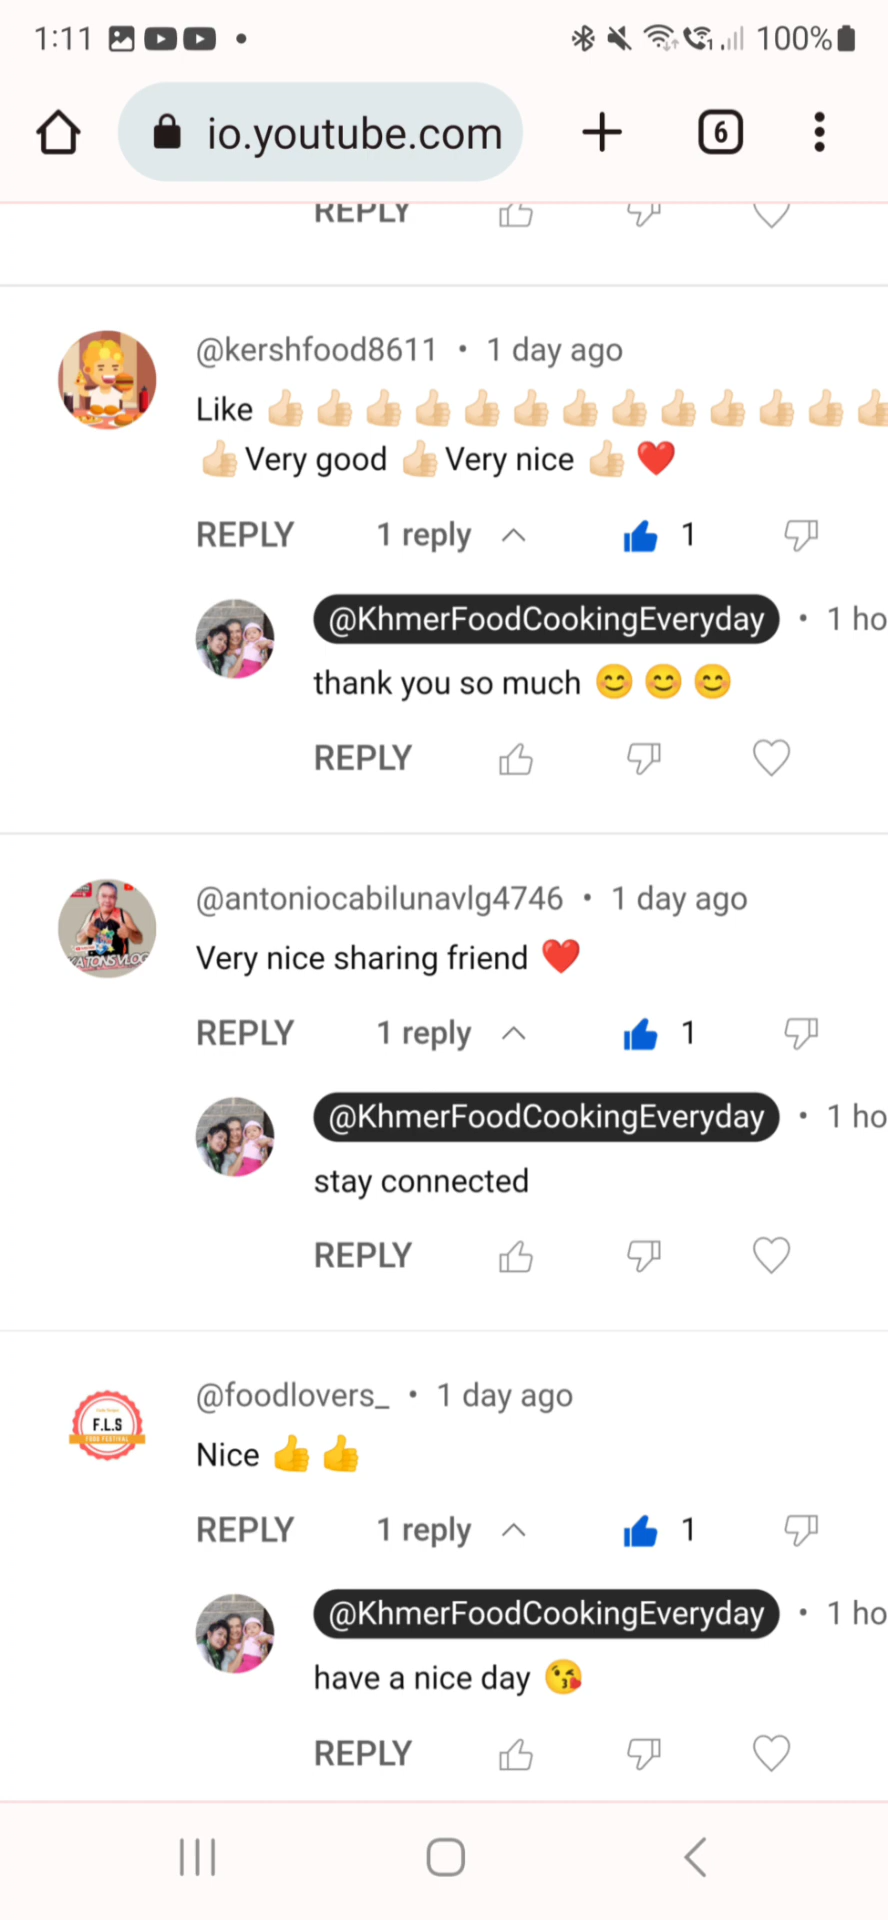 1:11 100%
io.youtube.com 6
REPLY
@kershfood8611 • 1 day ago
Like 👍🏻👍🏻👍🏻👍🏻👍🏻👍🏻👍🏻👍🏻👍🏻👍🏻👍🏻👍🏻👍🏻
👍🏻Very good 👍🏻Very nice 👍🏻❤️
REPLY 1 reply 1
@KhmerFoodCookingEveryday • 1 ho
thank you so much 😊😊😊
REPLY
@antoniocabilunavlg4746 • 1 day ago
KATONSVLOG
Very nice sharing friend ❤️
REPLY 1 reply 1
@KhmerFoodCookingEveryday • 1 ho
stay connected
REPLY
@foodlovers_ • 1 day ago
F.L.S
FOOD FESTIVAL
Nice 👍👍
REPLY 1 reply 1
@KhmerFoodCookingEveryday • 1 ho
have a nice day 😘
REPLY